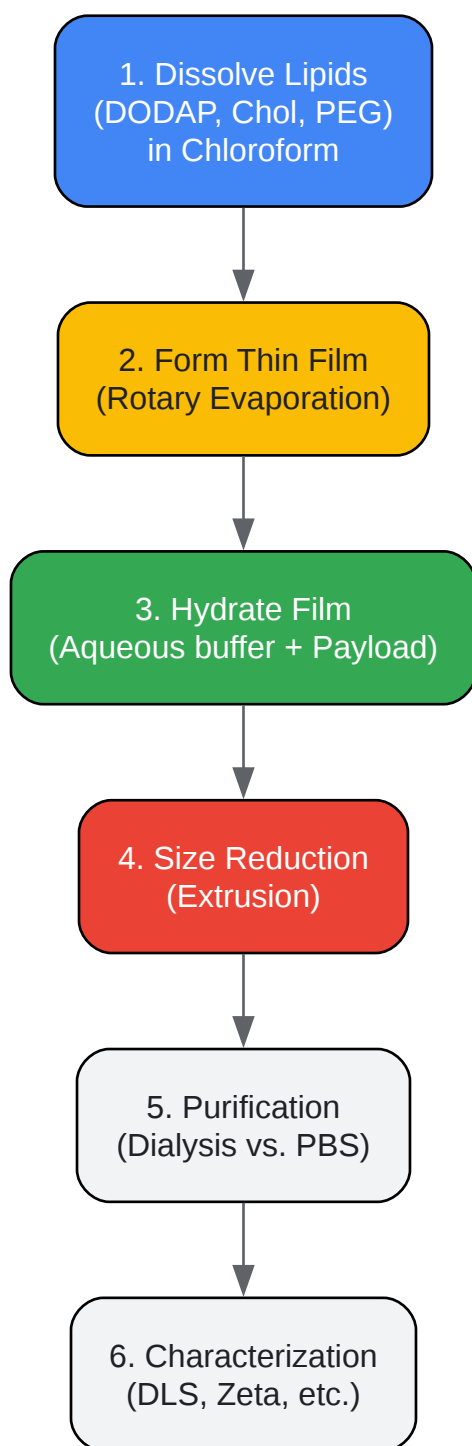 1. Dissolve Lipids
(DODAP, Chol, PEG)
in Chloroform
2. Form Thin Film
(Rotary Evaporation)
3. Hydrate Film
(Aqueous buffer + Payload)
4. Size Reduction
(Extrusion)
5. Purification
(Dialysis vs. PBS)
6. Characterization
(DLS, Zeta, etc.)